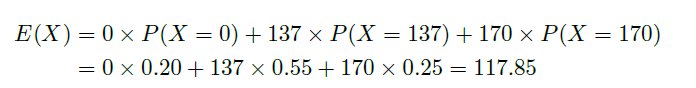 E(X) = 0 × P(X = 0) + 137 × P(X = 137) + 170 × P(X = 170)
= 0 × 0.20 + 137 × 0.55 + 170 × 0.25 = 117.85